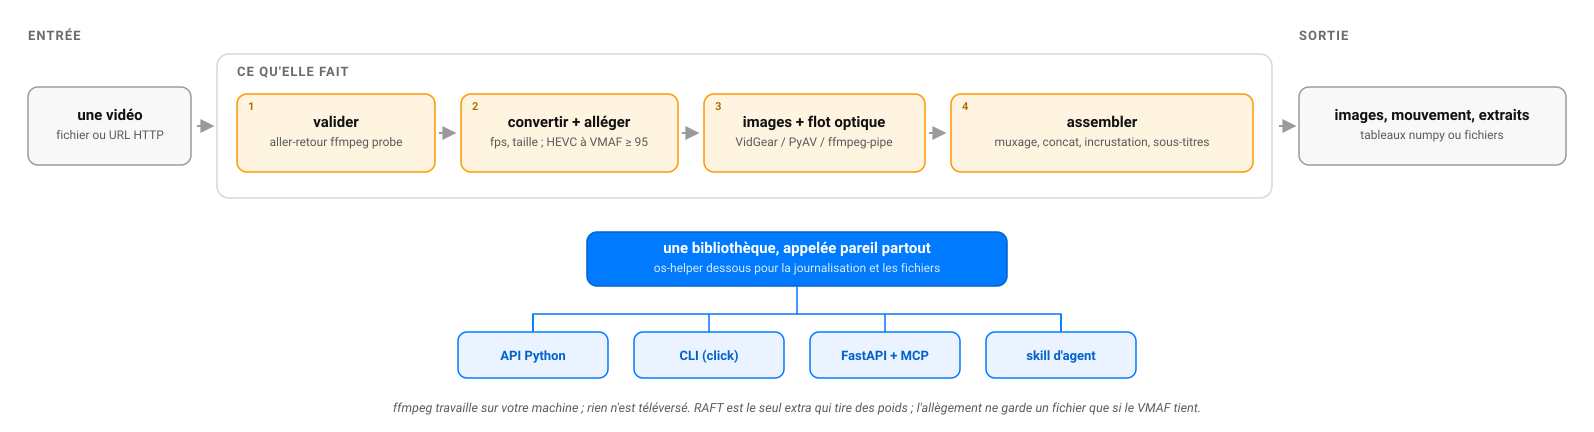 ENTRÉE
SORTIE
CE QU'ELLE FAIT
une vidéo
fichier ou URL HTTP
1
valider
aller-retour ffmpeg probe
2
convertir + alléger
fps, taille ; HEVC à VMAF ≥ 95
3
images + flot optique
VidGear / PyAV / ffmpeg-pipe
4
assembler
muxage, concat, incrustation, sous-titres
images, mouvement, extraits
tableaux numpy ou fichiers
une bibliothèque, appelée pareil partout
os-helper dessous pour la journalisation et les fichiers
API Python
CLI (click)
FastAPI + MCP
skill d'agent
ffmpeg travaille sur votre machine ; rien n'est téléversé. RAFT est le seul extra qui tire des poids ; l'allègement ne garde un fichier que si le VMAF tient.